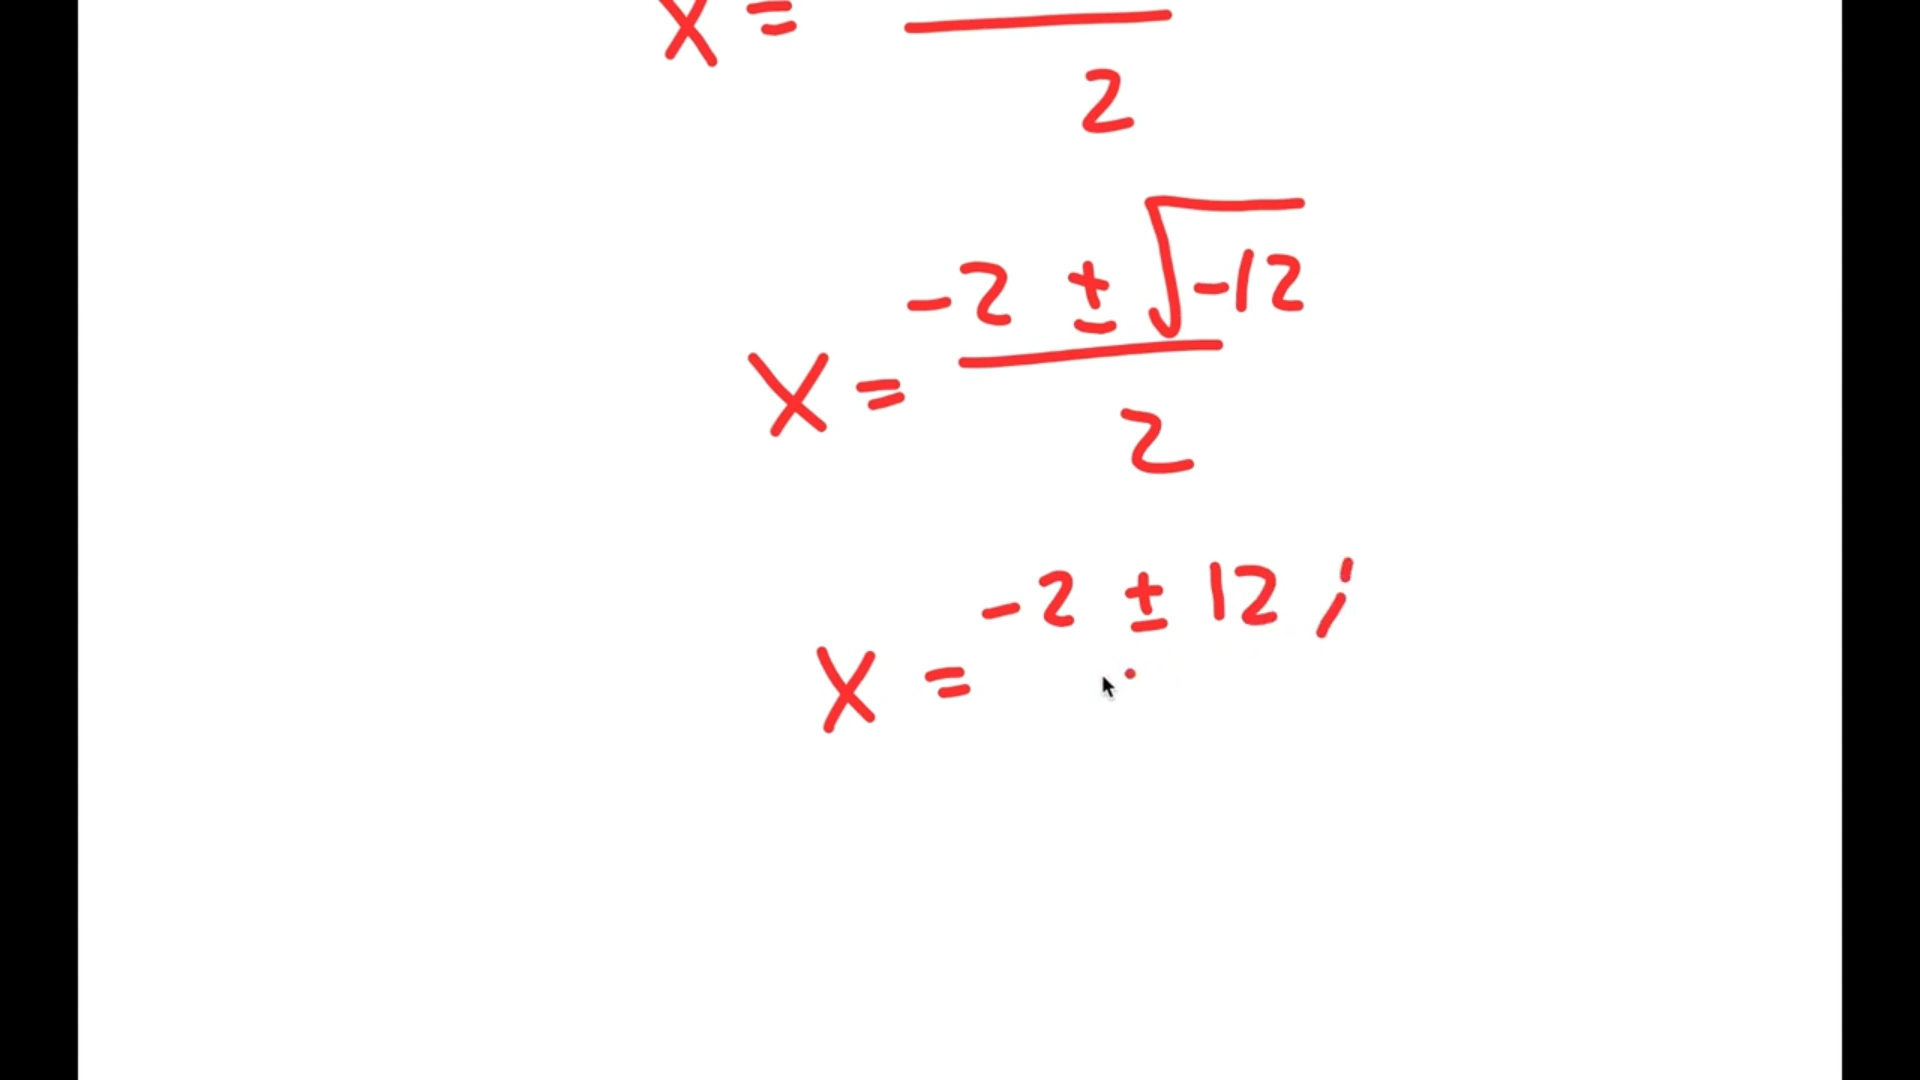 X =
2
-2 ± √-12
X =
2
-2 ± 12 i
X =